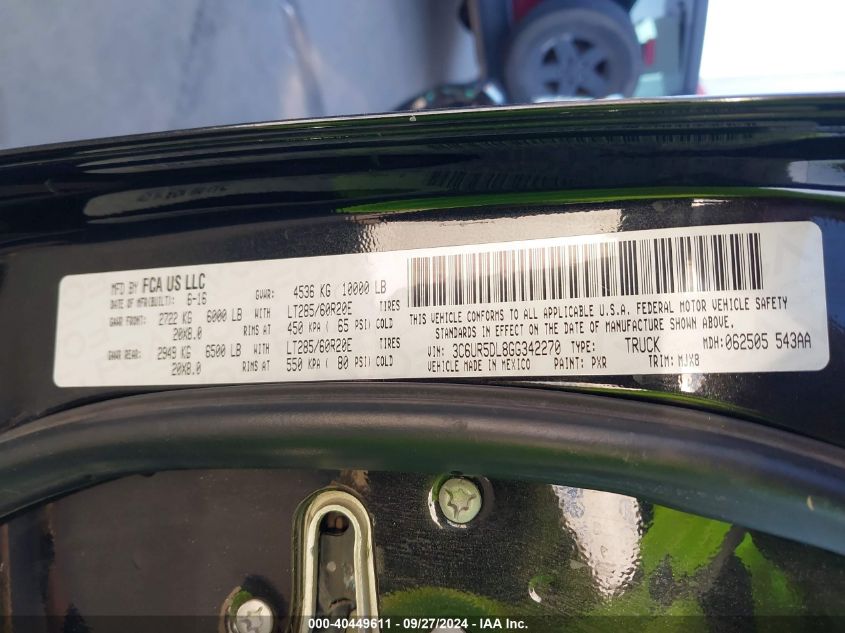 MFD BY FCA US LLC
DATE OF MFR(BUILT): 6-16 GVWR: 4536 KG 10000 LB
GAWR FRONT: 2722 KG 6000 LB WITH LT285/60R20E TIRES
20X8.0 RIMS AT 450 KPA ( 65 PSI) COLD
GAWR REAR: 2949 KG 6500 LB WITH LT285/60R20E TIRES
20X8.0 RIMS AT 550 KPA ( 80 PSI) COLD
THIS VEHICLE CONFORMS TO ALL APPLICABLE U.S.A. FEDERAL MOTOR VEHICLE SAFETY
STANDARDS IN EFFECT ON THE DATE OF MANUFACTURE SHOWN ABOVE.
VIN: 3C6UR5DL8GG342270 TYPE: TRUCK MDH:062505 543AA
VEHICLE MADE IN MEXICO PAINT: PXR TRIM: MJX8
000-40449611 - 09/27/2024 - IAA Inc.